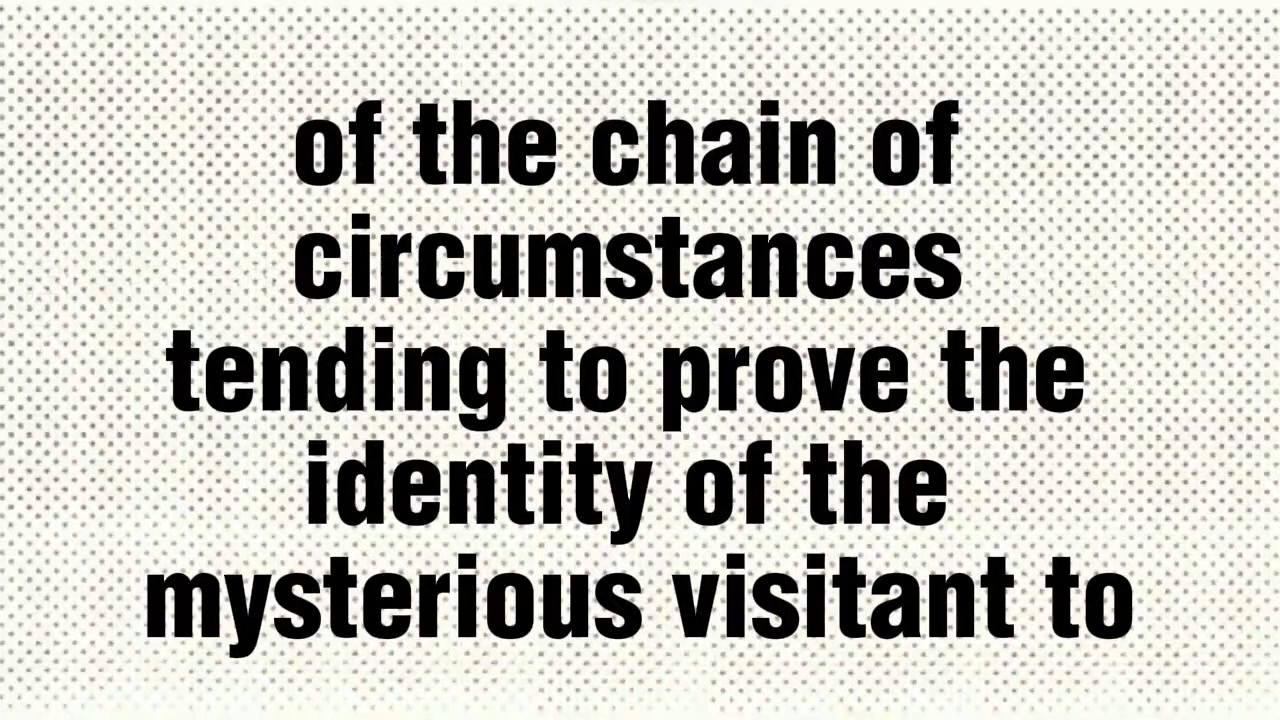 of the chain of
circumstances
tending to prove the
identity of the
mysterious visitant to